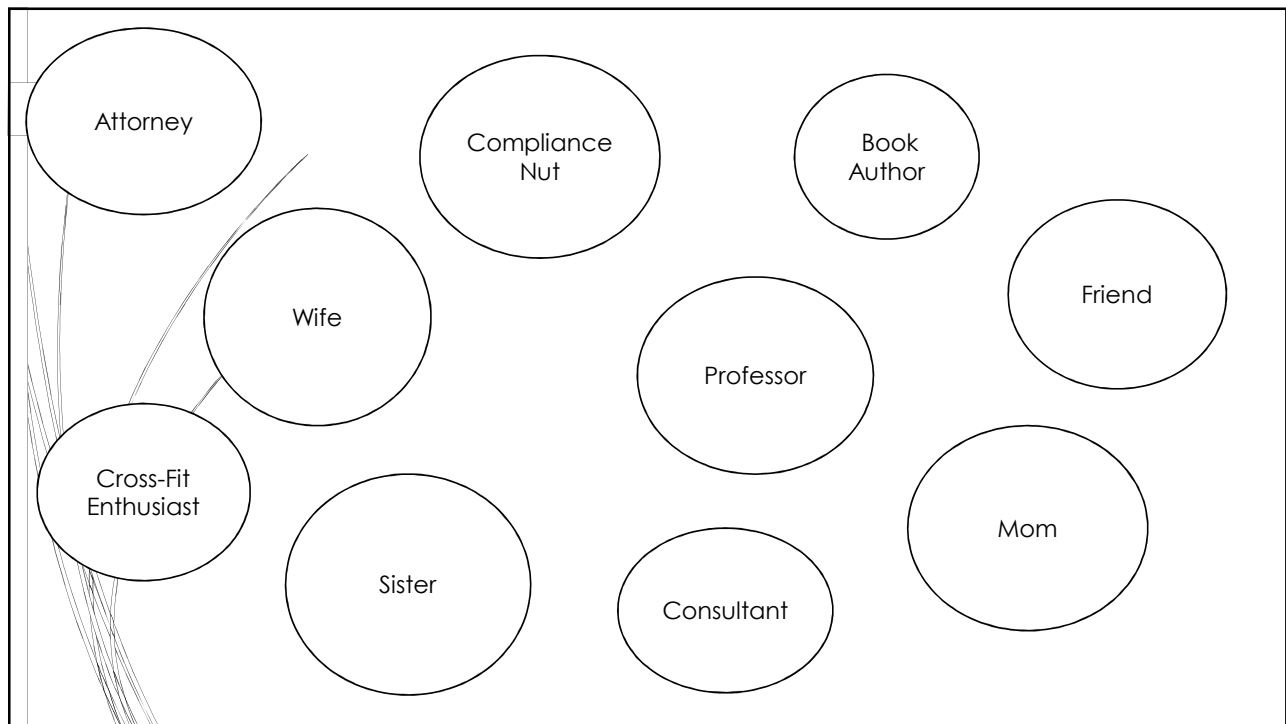 Attorney
Compliance
Nut
Book
Author
Wife
Friend
Professor
Cross-Fit
Enthusiast
Sister
Consultant
Mom